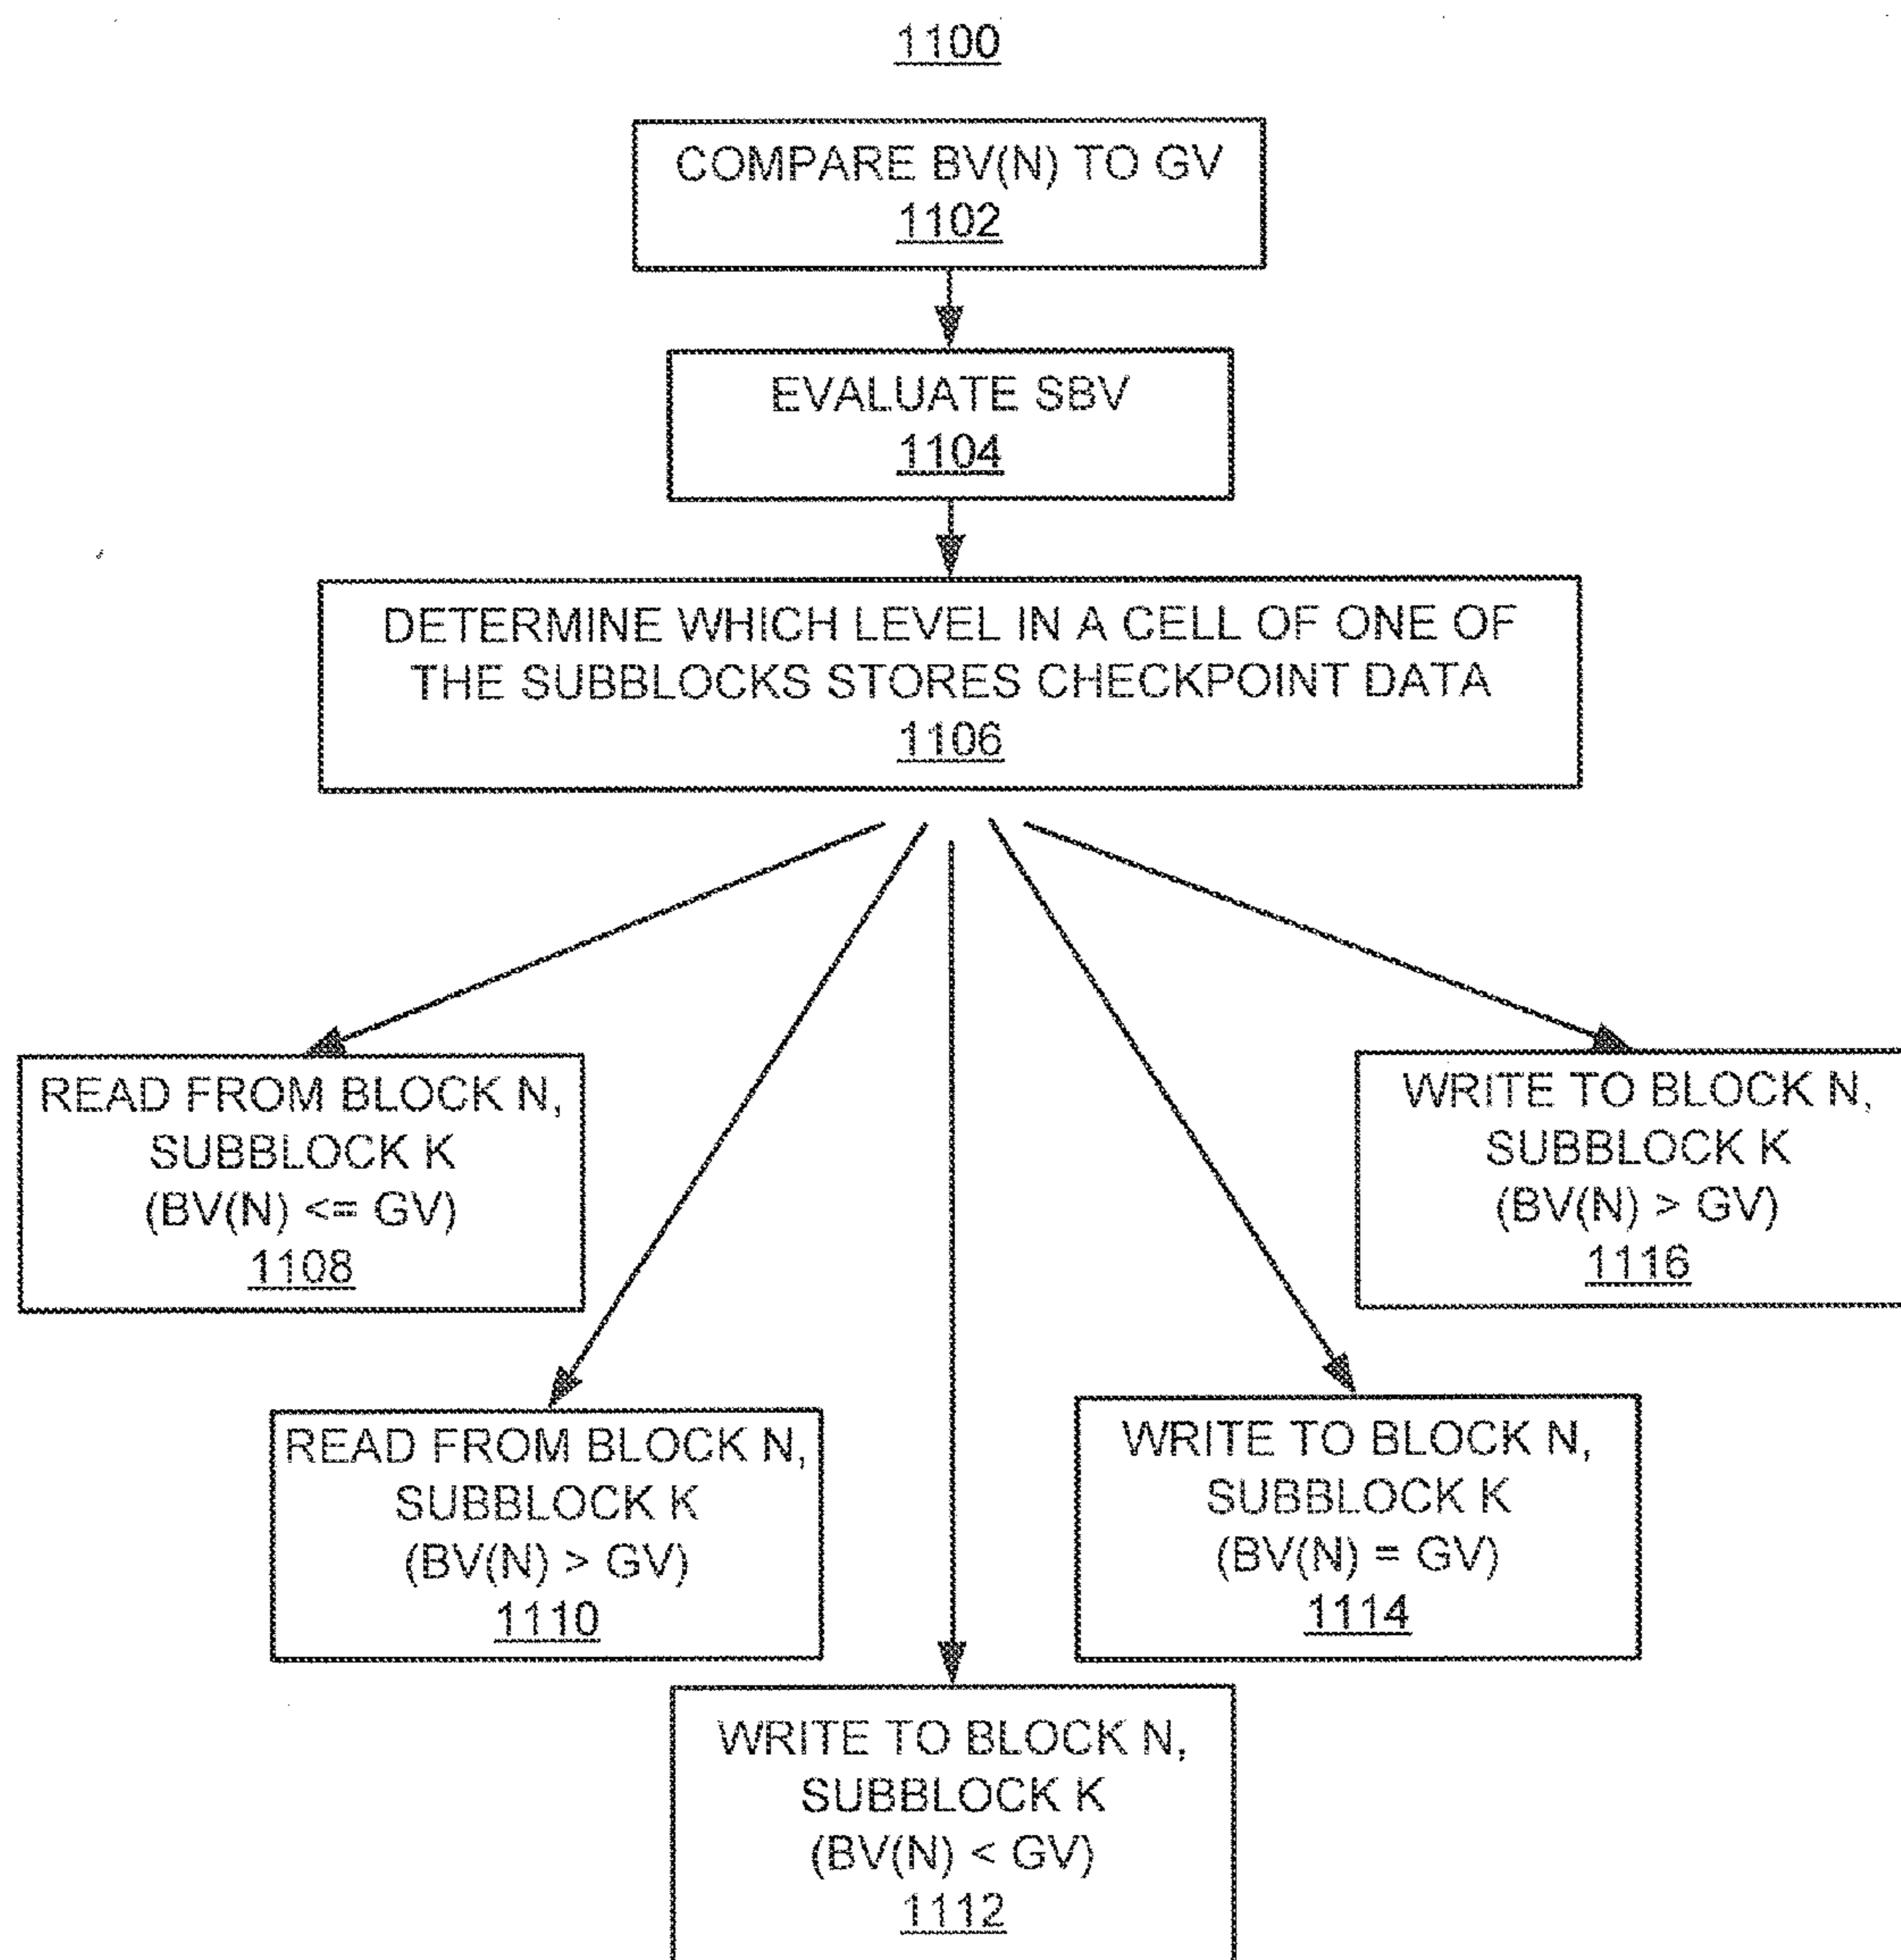 1100
COMPARE BV(N) TO GV
1102
EVALUATE SBV
1104
DETERMINE WHICH LEVEL IN A CELL OF ONE OF
THE SUBBLOCKS STORES CHECKPOINT DATA
1106
READ FROM BLOCK N,
SUBBLOCK K
(BV(N) <= GV)
1108
READ FROM BLOCK N,
SUBBLOCK K
(BV(N) > GV)
1110
WRITE TO BLOCK N,
SUBBLOCK K
(BV(N) < GV)
1112
WRITE TO BLOCK N,
SUBBLOCK K
(BV(N) = GV)
1114
WRITE TO BLOCK N,
SUBBLOCK K
(BV(N) > GV)
1116